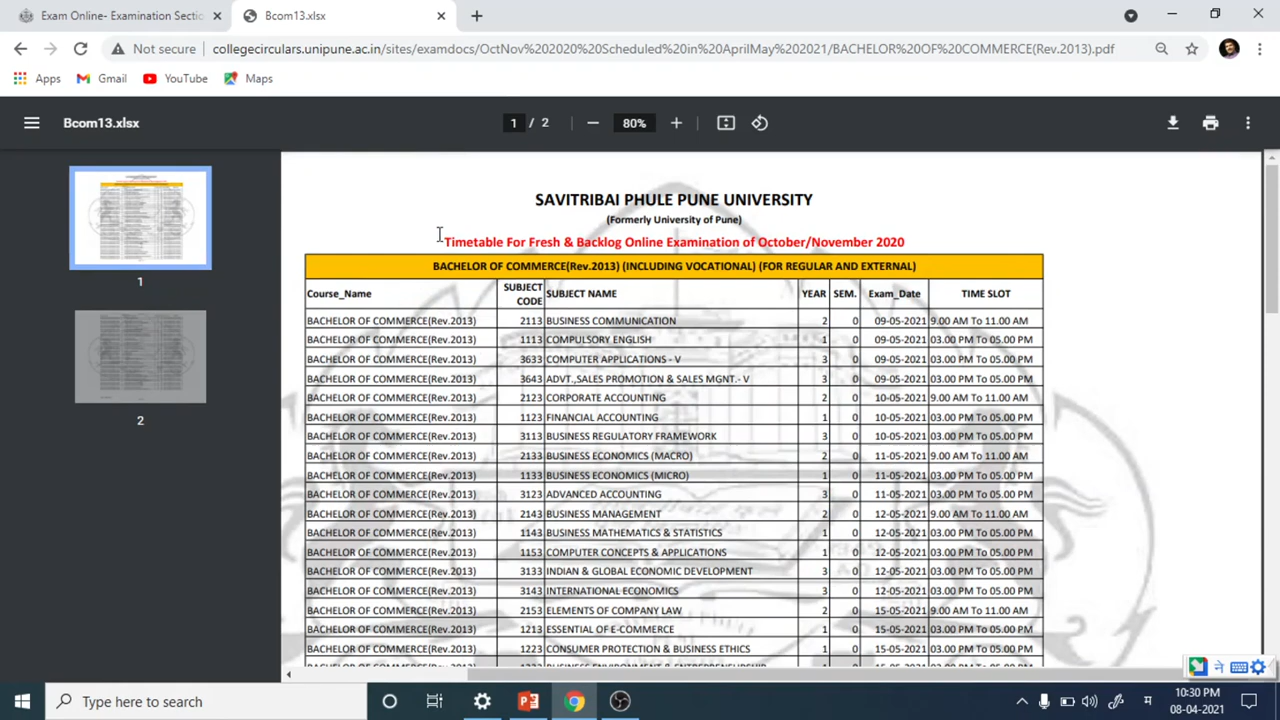 Exam Online- Examination Sectio
Bcom13.xlsx
Not secure
collegecirculars.unipune.ac.in/sites/examdocs/OctNov%202020%20Scheduled%20in%20AprilMay%202021/BACHELOR%20OF%20COMMERCE(Rev.2013).pdf
Apps Gmail YouTube Maps
Bcom13.xlsx
1 / 2
80%
1
2
SAVITRIBAI PHULE PUNE UNIVERSITY
(Formerly University of Pune)
Timetable For Fresh & Backlog Online Examination of October/November 2020
BACHELOR OF COMMERCE(Rev.2013) (INCLUDING VOCATIONAL) (FOR REGULAR AND EXTERNAL)
Course_Name SUBJECT CODE SUBJECT NAME YEAR SEM. Exam_Date TIME SLOT
BACHELOR OF COMMERCE(Rev.2013) 2113 BUSINESS COMMUNICATION 2 0 09-05-2021 9.00 AM To 11.00 AM
BACHELOR OF COMMERCE(Rev.2013) 1113 COMPULSORY ENGLISH 1 0 09-05-2021 03.00 PM To 05.00 PM
BACHELOR OF COMMERCE(Rev.2013) 3633 COMPUTER APPLICATIONS - V 3 0 09-05-2021 03.00 PM To 05.00 PM
BACHELOR OF COMMERCE(Rev.2013) 3643 ADVT.,SALES PROMOTION & SALES MGNT.- V 3 0 09-05-2021 03.00 PM To 05.00 PM
BACHELOR OF COMMERCE(Rev.2013) 2123 CORPORATE ACCOUNTING 2 0 10-05-2021 9.00 AM To 11.00 AM
BACHELOR OF COMMERCE(Rev.2013) 1123 FINANCIAL ACCOUNTING 1 0 10-05-2021 03.00 PM To 05.00 PM
BACHELOR OF COMMERCE(Rev.2013) 3113 BUSINESS REGULATORY FRAMEWORK 3 0 10-05-2021 03.00 PM To 05.00 PM
BACHELOR OF COMMERCE(Rev.2013) 2133 BUSINESS ECONOMICS (MACRO) 2 0 11-05-2021 9.00 AM To 11.00 AM
BACHELOR OF COMMERCE(Rev.2013) 1133 BUSINESS ECONOMICS (MICRO) 1 0 11-05-2021 03.00 PM To 05.00 PM
BACHELOR OF COMMERCE(Rev.2013) 3123 ADVANCED ACCOUNTING 3 0 11-05-2021 03.00 PM To 05.00 PM
BACHELOR OF COMMERCE(Rev.2013) 2143 BUSINESS MANAGEMENT 2 0 12-05-2021 9.00 AM To 11.00 AM
BACHELOR OF COMMERCE(Rev.2013) 1143 BUSINESS MATHEMATICS & STATISTICS 1 0 12-05-2021 03.00 PM To 05.00 PM
BACHELOR OF COMMERCE(Rev.2013) 1153 COMPUTER CONCEPTS & APPLICATIONS 1 0 12-05-2021 03.00 PM To 05.00 PM
BACHELOR OF COMMERCE(Rev.2013) 3133 INDIAN & GLOBAL ECONOMIC DEVELOPMENT 3 0 12-05-2021 03.00 PM To 05.00 PM
BACHELOR OF COMMERCE(Rev.2013) 3143 INTERNATIONAL ECONOMICS 3 0 12-05-2021 03.00 PM To 05.00 PM
BACHELOR OF COMMERCE(Rev.2013) 2153 ELEMENTS OF COMPANY LAW 2 0 15-05-2021 9.00 AM To 11.00 AM
BACHELOR OF COMMERCE(Rev.2013) 1213 ESSENTIAL OF E-COMMERCE 1 0 15-05-2021 03.00 PM To 05.00 PM
BACHELOR OF COMMERCE(Rev.2013) 1223 CONSUMER PROTECTION & BUSINESS ETHICS 1 0 15-05-2021 03.00 PM To 05.00 PM
Type here to search
10:30 PM
08-04-2021